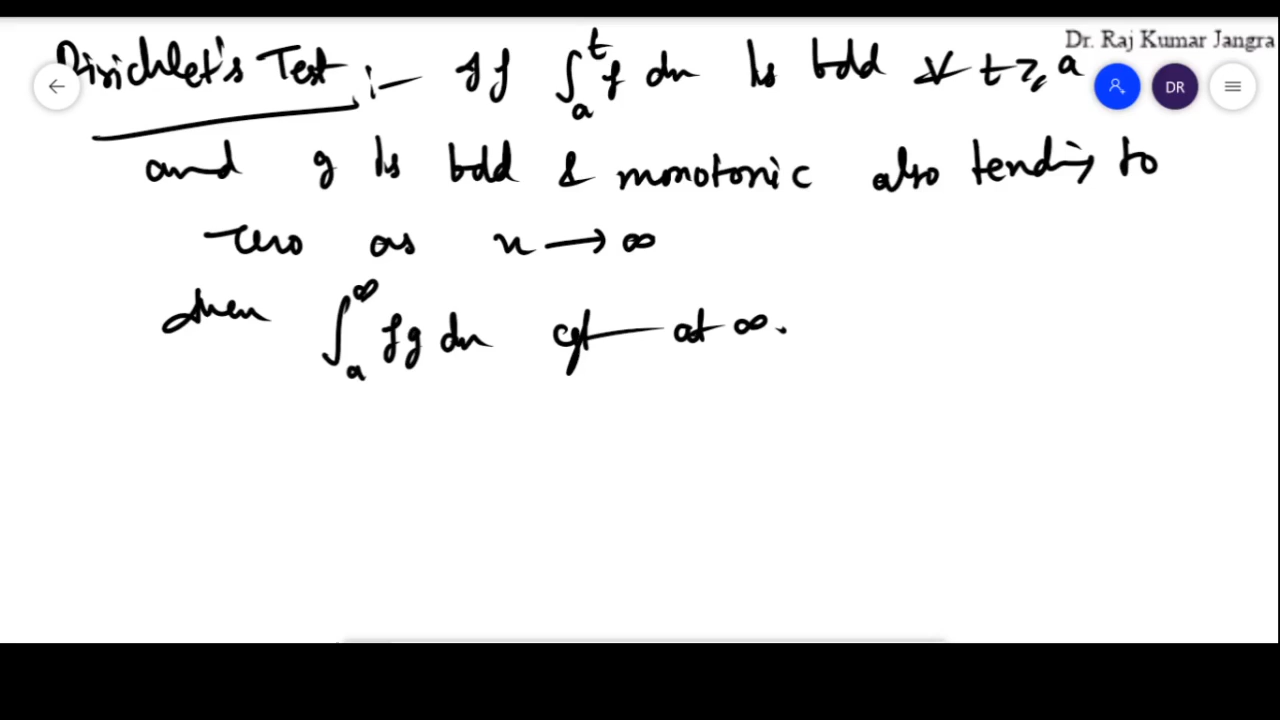 Dr. Raj Kumar Jangra
Dirichlet's Test :- If ∫ₐᵗ f dx is bdd ∀ t ≥ a
DR
and g is bdd & monotonic also tending to
zero as x → ∞
then ∫ₐ^∞ fg dx cgt at ∞.